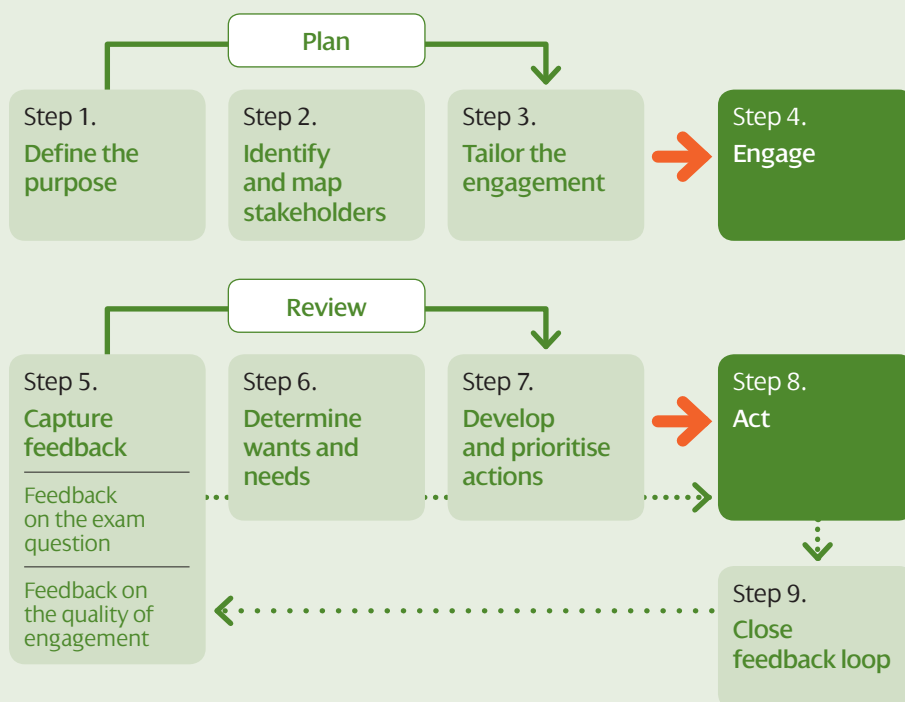 Plan
Step 1.
Define the
purpose
Step 2.
Identify
and map
stakeholders
Step 3.
Tailor the
engagement
Step 4.
Engage
Review
Step 5.
Capture
feedback
Feedback
on the exam
question
Feedback on
the quality of
engagement
Step 6.
Determine
wants and
needs
Step 7.
Develop
and prioritise
actions
Step 8.
Act
Step 9.
Close
feedback loop